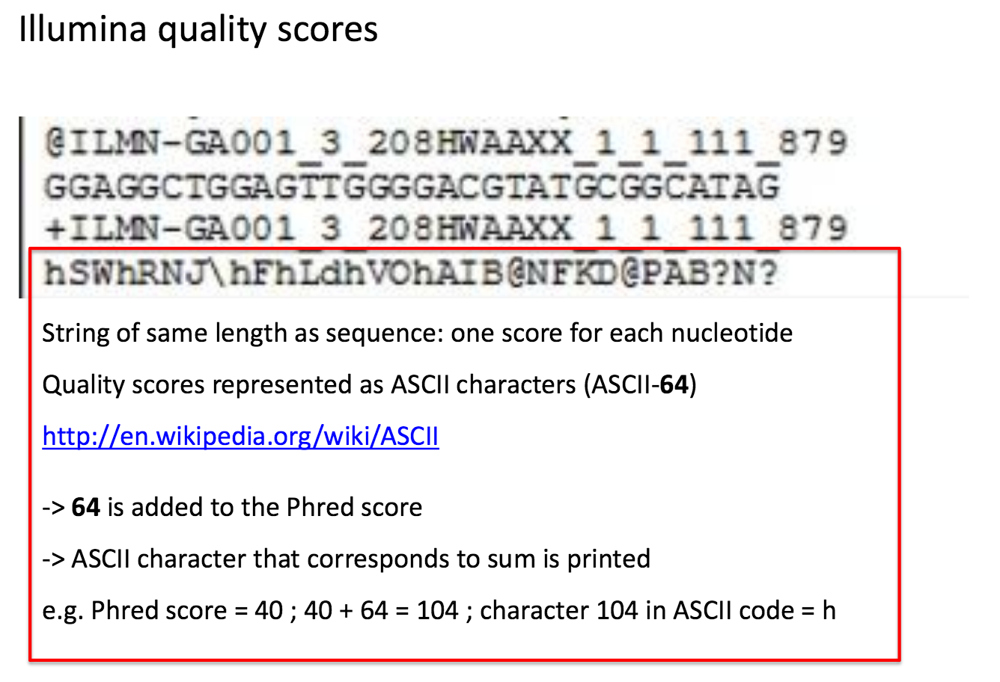 Illumina quality scores
@ILMN-GA001_3_208HWAAXX_1_1_111_879
GGAGGCTGGAGTTGGGGACGTATGCGGCATAG
+ILMN-GA001_3_208HWAAXX_1_1_111_879
hSWhRNJ\hFhLdhVOhAIB@NFKD@PAB?N?
String of same length as sequence: one score for each nucleotide
Quality scores represented as ASCII characters (ASCII-64)
http://en.wikipedia.org/wiki/ASCII
-> 64 is added to the Phred score
-> ASCII character that corresponds to sum is printed
e.g. Phred score = 40 ; 40 + 64 = 104 ; character 104 in ASCII code = h